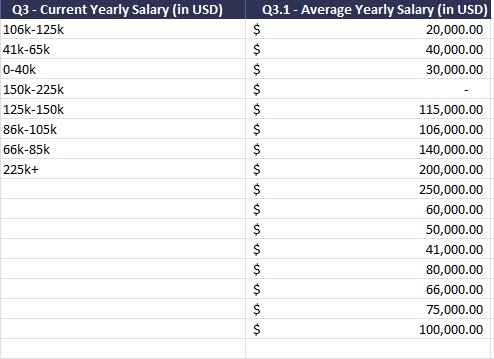 Q3 - Current Yearly Salary (in USD) Q3.1 - Average Yearly Salary (in USD)
106k-125k $ 20,000.00
41k-65k $ 40,000.00
0-40k $ 30,000.00
150k-225k $ -
125k-150k $ 115,000.00
86k-105k $ 106,000.00
66k-85k $ 140,000.00
225k+ $ 200,000.00
$ 250,000.00
$ 60,000.00
$ 50,000.00
$ 41,000.00
$ 80,000.00
$ 66,000.00
$ 75,000.00
$ 100,000.00